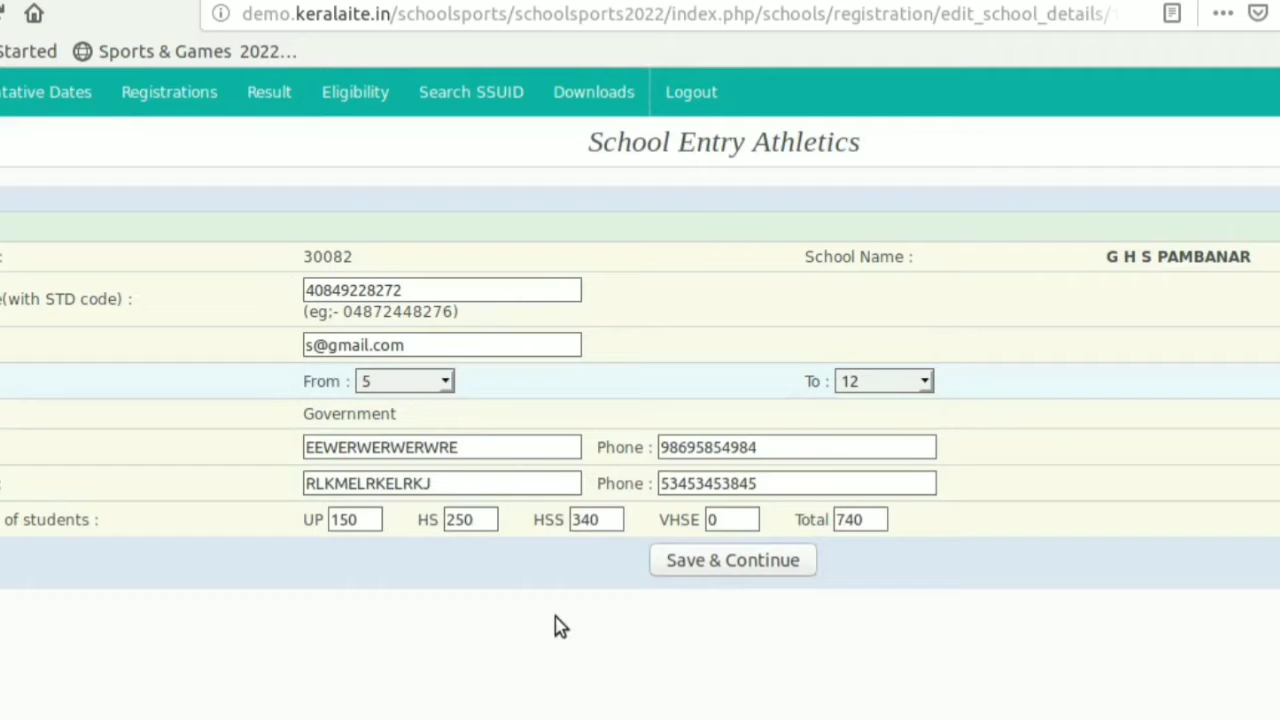 demo.keralaite.in/schoolsports/schoolsports2022/index.php/schools/registration/edit_school_details/
Started Sports & Games 2022...
tative Dates Registrations Result Eligibility Search SSUID Downloads Logout
School Entry Athletics
: 30082 School Name : G H S PAMBANAR
e(with STD code) : 40849228272
(eg:- 04872448276)
s@gmail.com
From : 5 To : 12
Government
EEWERWERWERWRE Phone : 98695854984
: RLKMELRKELRKJ Phone : 53453453845
of students : UP 150 HS 250 HSS 340 VHSE 0 Total 740
Save & Continue